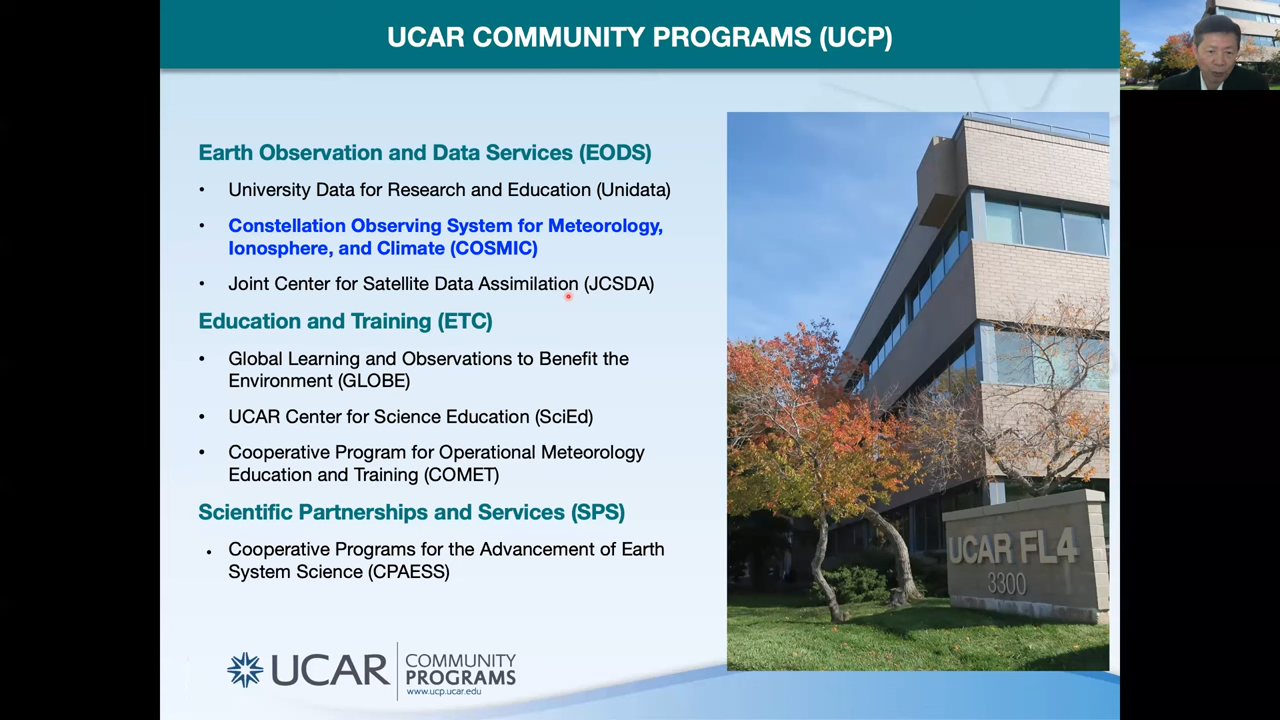 UCAR COMMUNITY PROGRAMS (UCP)
Earth Observation and Data Services (EODS)
• University Data for Research and Education (Unidata)
• Constellation Observing System for Meteorology,
Ionosphere, and Climate (COSMIC)
• Joint Center for Satellite Data Assimilation (JCSDA)
Education and Training (ETC)
• Global Learning and Observations to Benefit the
Environment (GLOBE)
• UCAR Center for Science Education (SciEd)
• Cooperative Program for Operational Meteorology
Education and Training (COMET)
Scientific Partnerships and Services (SPS)
• Cooperative Programs for the Advancement of Earth
System Science (CPAESS)
UCAR FL4
3300
UCAR
COMMUNITY
PROGRAMS
www.ucp.ucar.edu